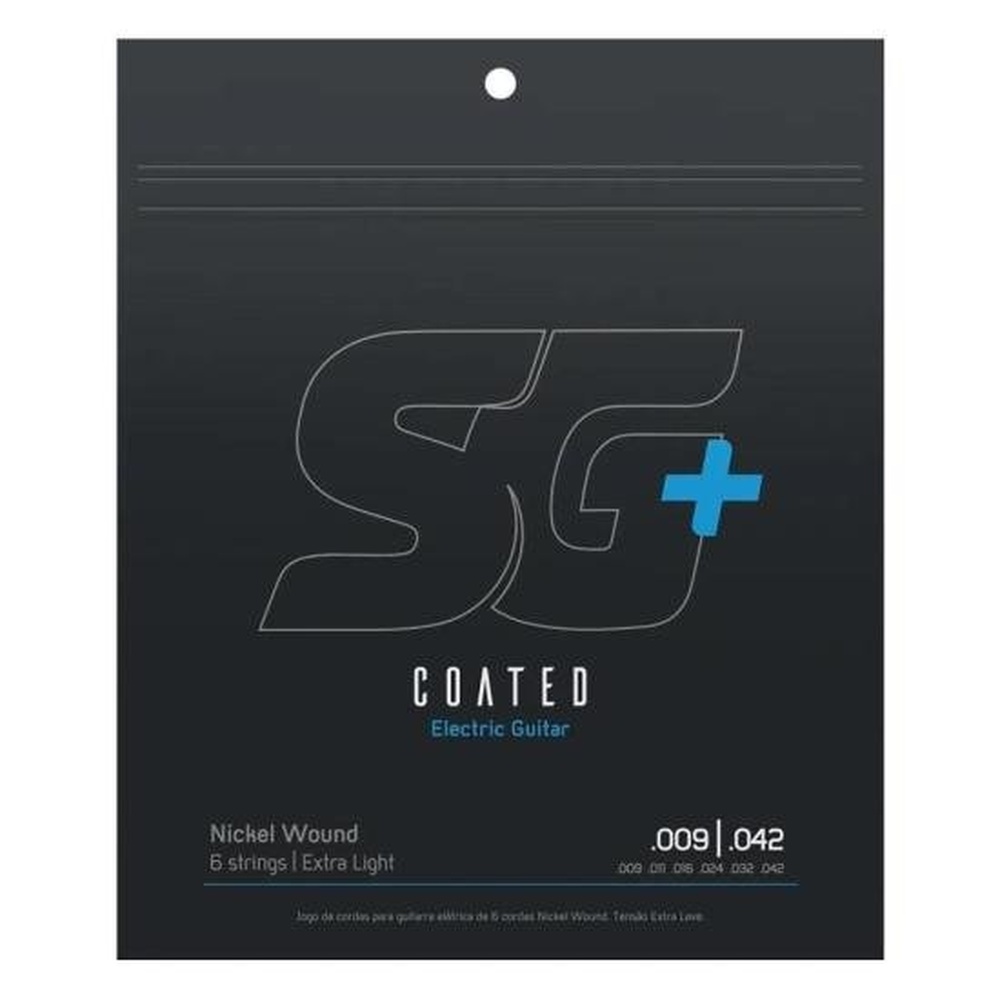 SG+
COATED
Electric Guitar
Nickel Wound
6 strings | Extra Light
.009 | .042
.009 .011 .016 .024 .032 .042
Jogo de cordas para guitarra elétrica de 6 cordas Nickel Wound. Tensão Extra Leve.